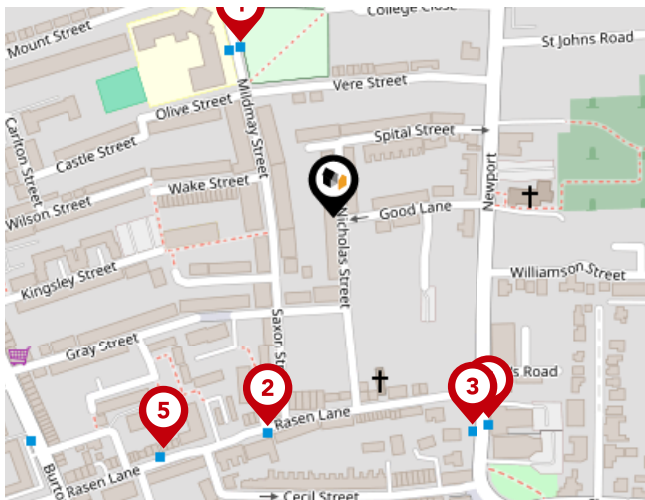 1
College Close
Mount Street
St Johns Road
Vere Street
Olive Street
Mildmay Street
Spital Street
Carlton Street
Castle Street
Wake Street
Newport
Wilson Street
Good Lane
Nicholas Street
Williamson Street
Kingsley Street
Gray Street
Saxon St
s Road
2
3
5
Rasen Lane
Rasen Lane
Burto
Cecil Street